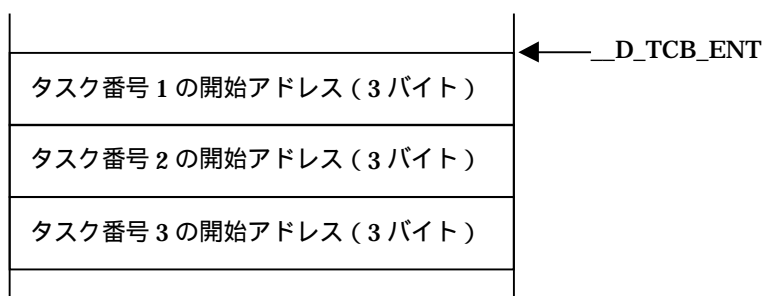 __D_TCB_ENT
タスク番号 1 の開始アドレス ( 3 バイト )
タスク番号 2 の開始アドレス ( 3 バイト )
タスク番号 3 の開始アドレス ( 3 バイト )